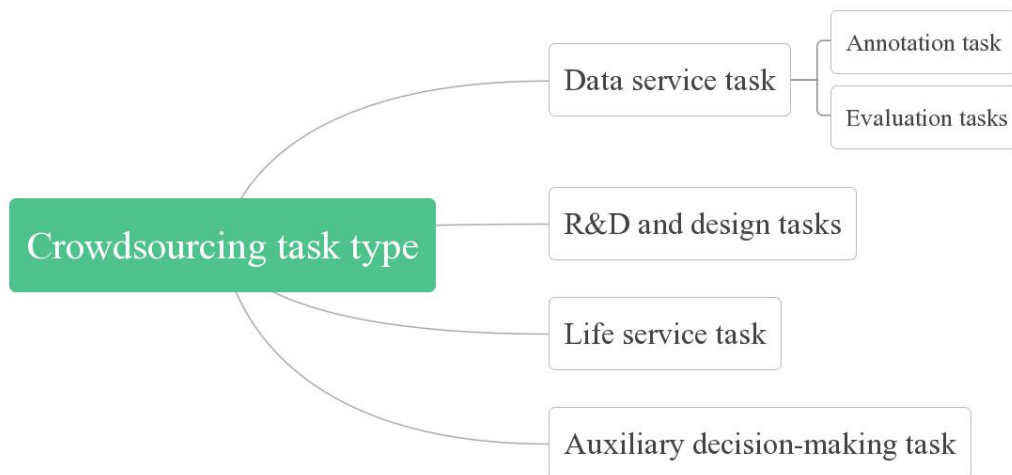 Crowdsourcing task type
Data service task
Annotation task
Evaluation tasks
R&D and design tasks
Life service task
Auxiliary decision-making task